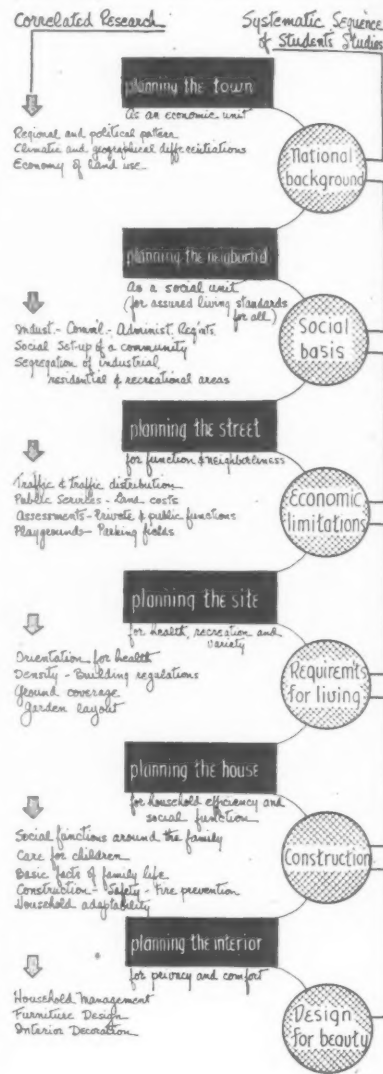 Correlated Research
Systematic Sequence
of Students Studies
planning the town
As an economic unit
Regional and political pattern
Climatic and geographical differentiations
Economy of land use
National
background
planning the neighborh'd
As a social unit
(for assured living standards
for all)
Indust.- Comm'l.- Administ. Reg'nts
Social Set-up of a community
Segregation of industrial
residential & recreational areas
Social
basis
planning the street
for function & neighborliness
Traffic & traffic distribution
Public Services - Land costs
Assessments - Private & public functions
Playgrounds - Parking fields
Economic
limitations
planning the site
for health, recreation and
variety
Orientation for health
Density - Building regulations
Ground coverage
Garden layout
Requirem'ts
for living
planning the house
for household efficiency and
social function
Social functions around the family
Care for children
Basic facts of family life
Construction - Safety - Fire prevention
Household adaptability
Construction
planning the interior
for privacy and comfort
Household Management
Furniture Design
Interior Decoration
Design
for beauty